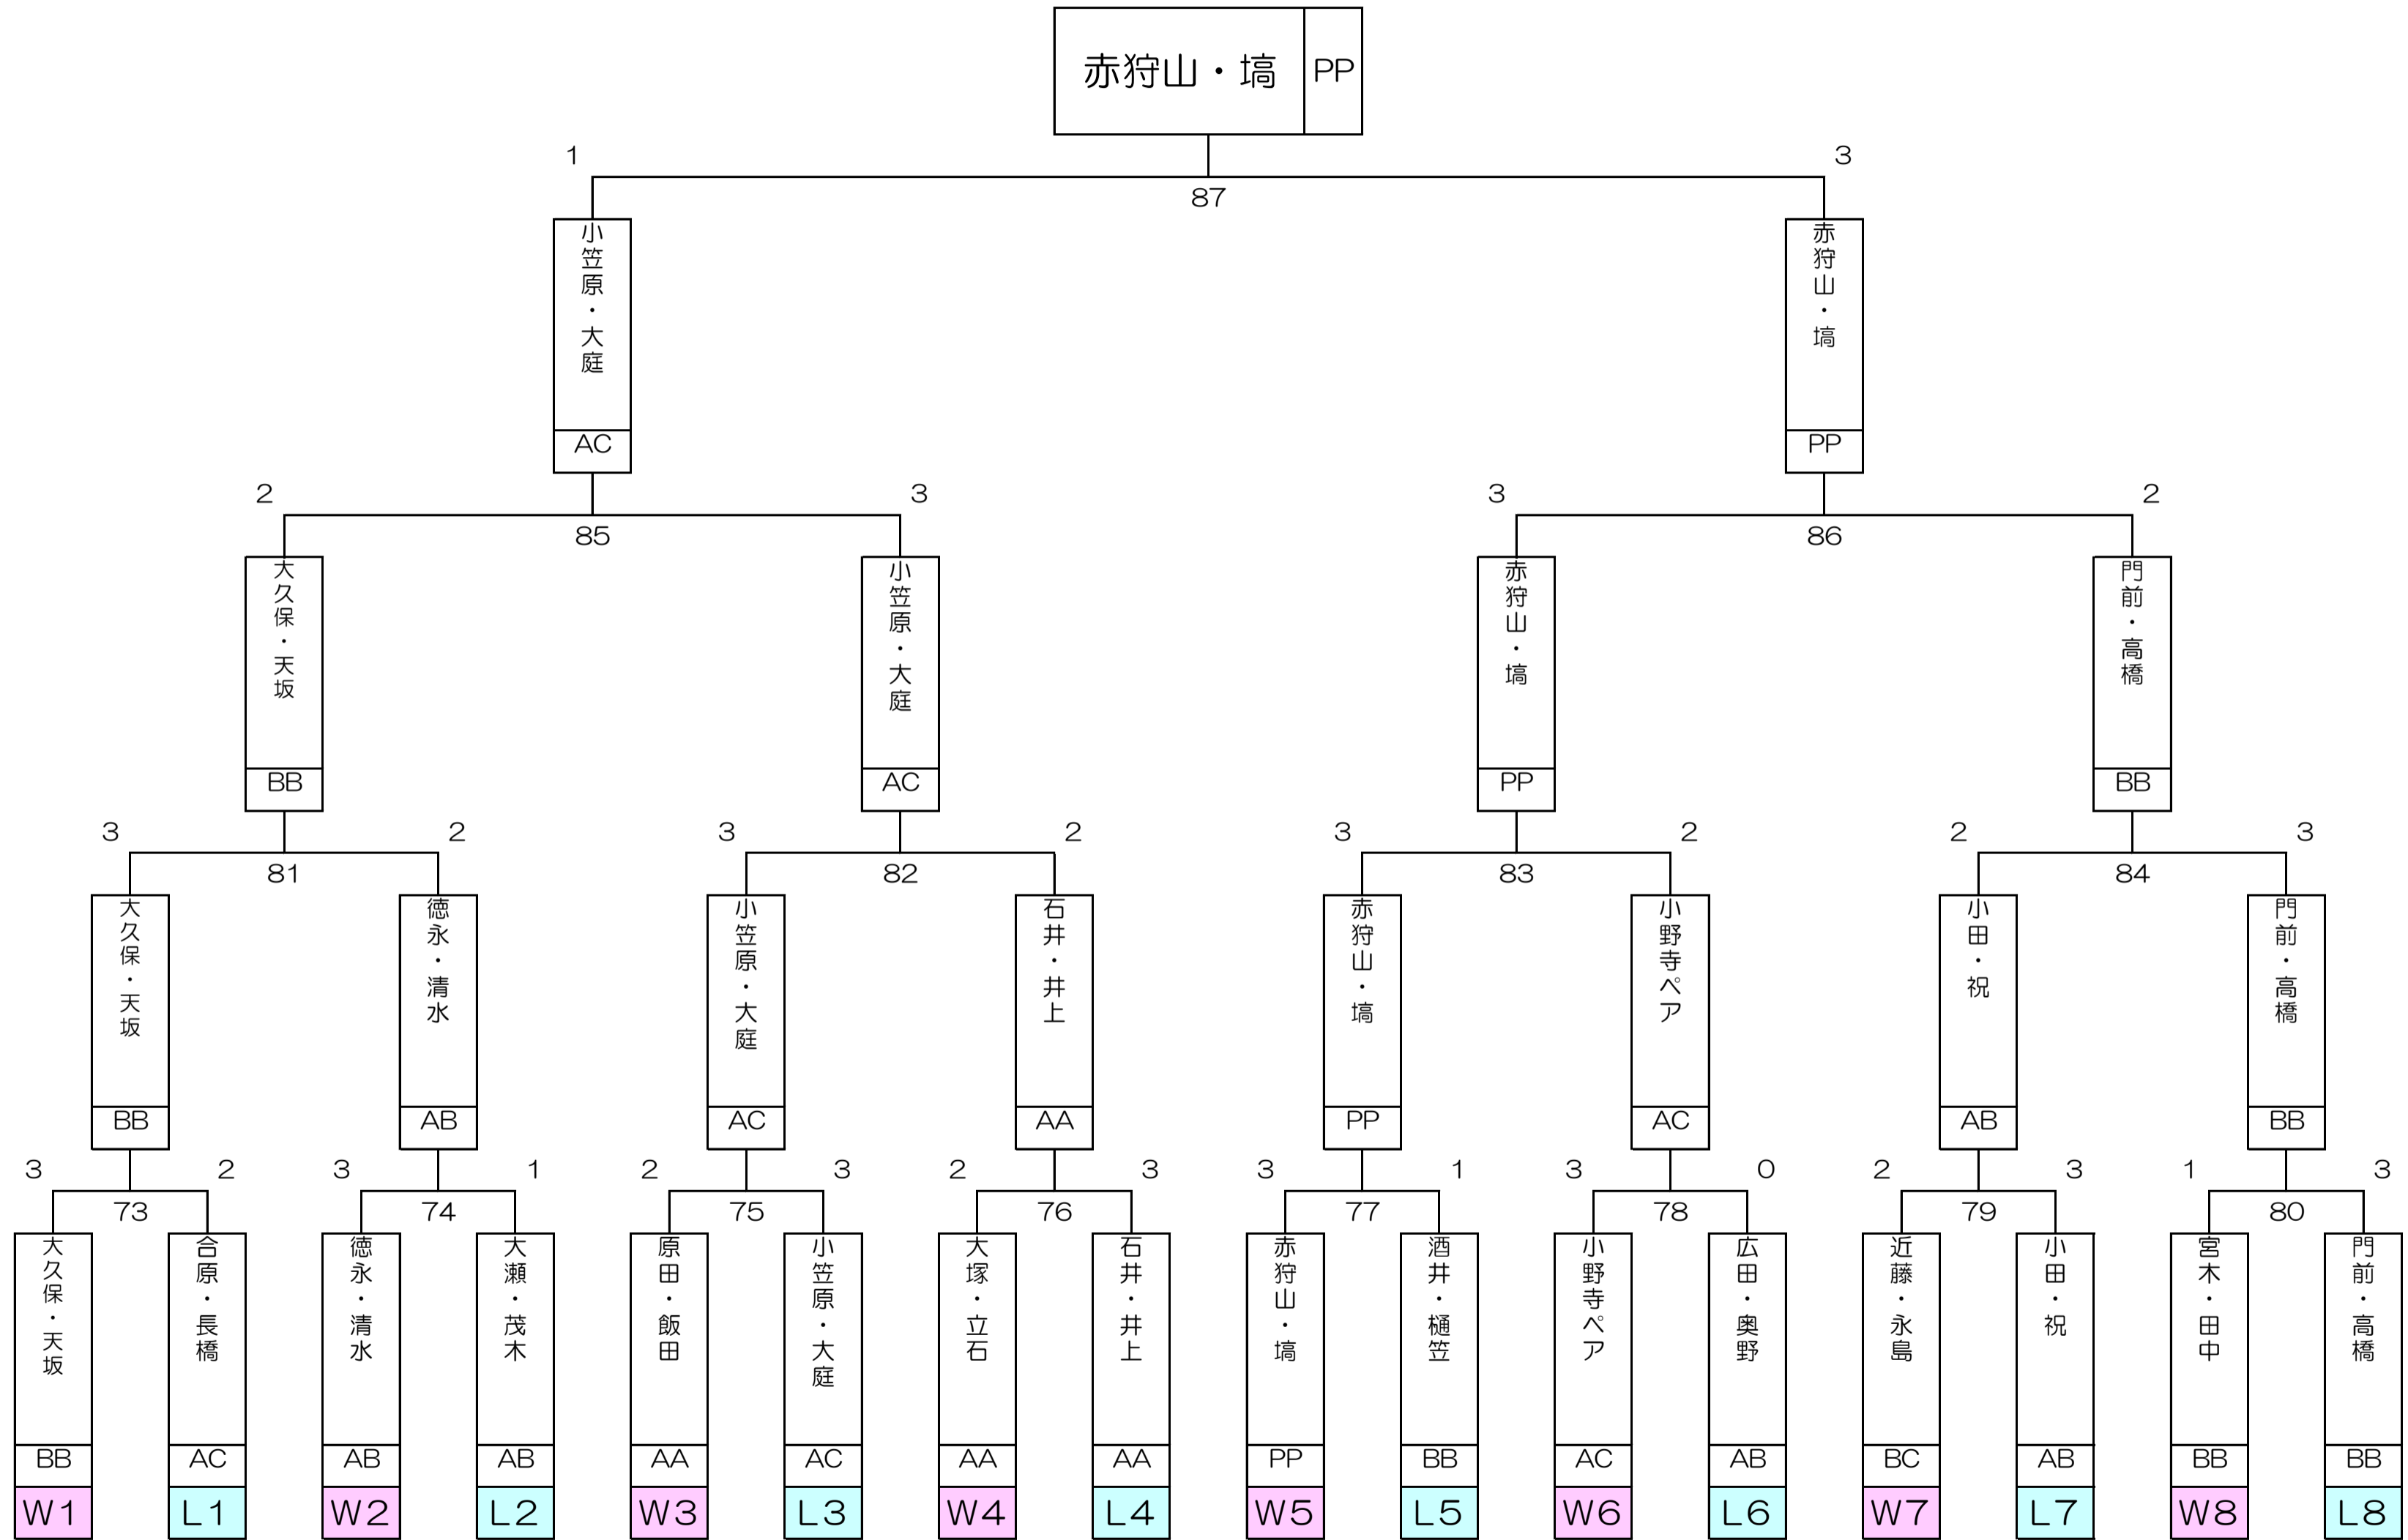 赤狩山・塙 PP
1 3
87
小笠原・大庭 赤狩山・塙
AC PP
2 3 3 2
85 86
大久保・天坂 小笠原・大庭 赤狩山・塙 門前・高橋
BB AC PP BB
3 2 3 2 3 2 2 3
81 82 83 84
大久保・天坂 徳永・清水 小笠原・大庭 石井・井上 赤狩山・塙 小野寺ペア 小田・祝 門前・高橋
BB AB AC AA PP AC AB BB
3 2 3 1 2 3 2 3 3 1 3 0 2 3 1 3
73 74 75 76 77 78 79 80
大久保・天坂 合原・長橋 徳永・清水 大瀬・茂木 原田・飯田 小笠原・大庭 大塚・立石 石井・井上 赤狩山・塙 酒井・樋笠 小野寺ペア 広田・奥野 近藤・永島 小田・祝 宮木・田中 門前・高橋
BB AC AB AB AA AC AA AA PP BB AC AB BC AB BB BB
W1 L1 W2 L2 W3 L3 W4 L4 W5 L5 W6 L6 W7 L7 W8 L8